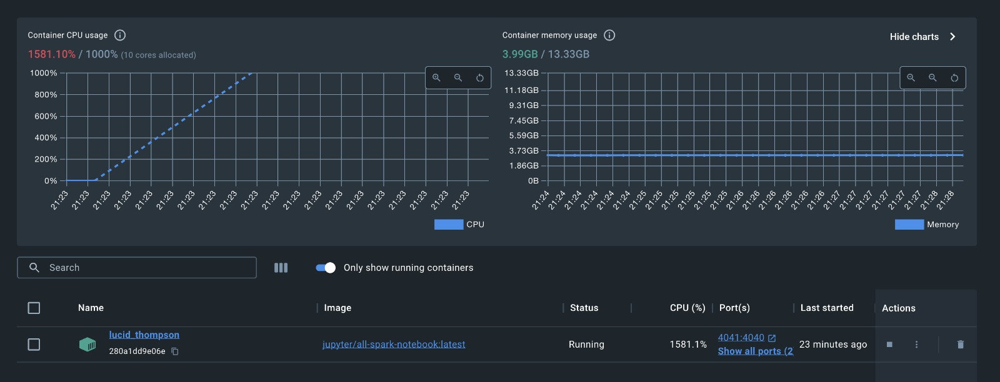 Container CPU usage
1581.10% / 1000% (10 cores allocated)
1000%
800%
600%
400%
200%
0%
21:23 21:23 21:23 21:23 21:23 21:23 21:23 21:23 21:23 21:23 21:23 21:23 21:23 21:23 21:23 21:23 21:23 21:23 21:23 21:23
CPU
Container memory usage
3.99GB / 13.33GB
Hide charts
13.33GB
11.18GB
9.31GB
7.45GB
5.59GB
3.73GB
1.86GB
0B
21:24 21:24 21:24 21:24 21:24 21:24 21:25 21:25 21:25 21:25 21:25 21:25 21:26 21:26 21:26 21:26 21:26 21:26 21:27 21:27 21:27 21:27 21:27 21:27 21:28 21:28
Memory
Search
Only show running containers
Name Image Status CPU (%) Port(s) Last started Actions
lucid_thompson
280a1dd9e06e
jupyter/all-spark-notebook:latest
Running
1581.1%
4041:4040
Show all ports (2
23 minutes ago